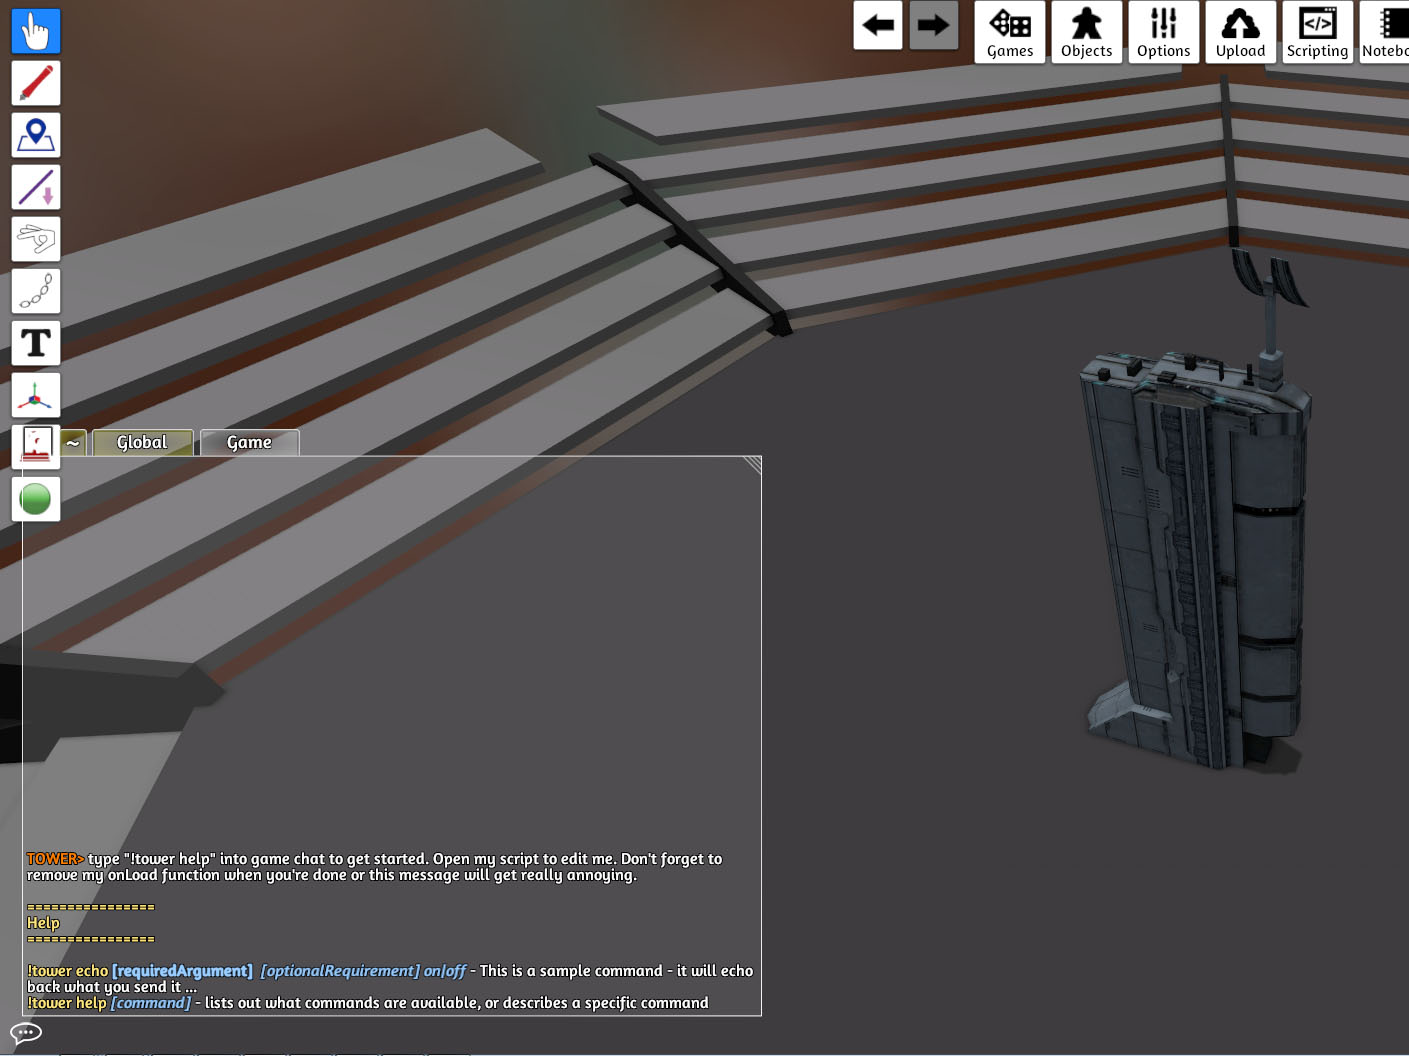 Games
Objects
Options
Upload
Scripting
T
~
Global
Game
TOWER> type "!tower help" into game chat to get started. Open my script to edit me. Don't forget to
remove my onLoad function when you're done or this message will get really annoying.
================
Help
================
!tower echo [requiredArgument] [optionalRequirement] on|off - This is a sample command - it will echo
back what you send it ...
!tower help [command] - lists out what commands are available, or describes a specific command